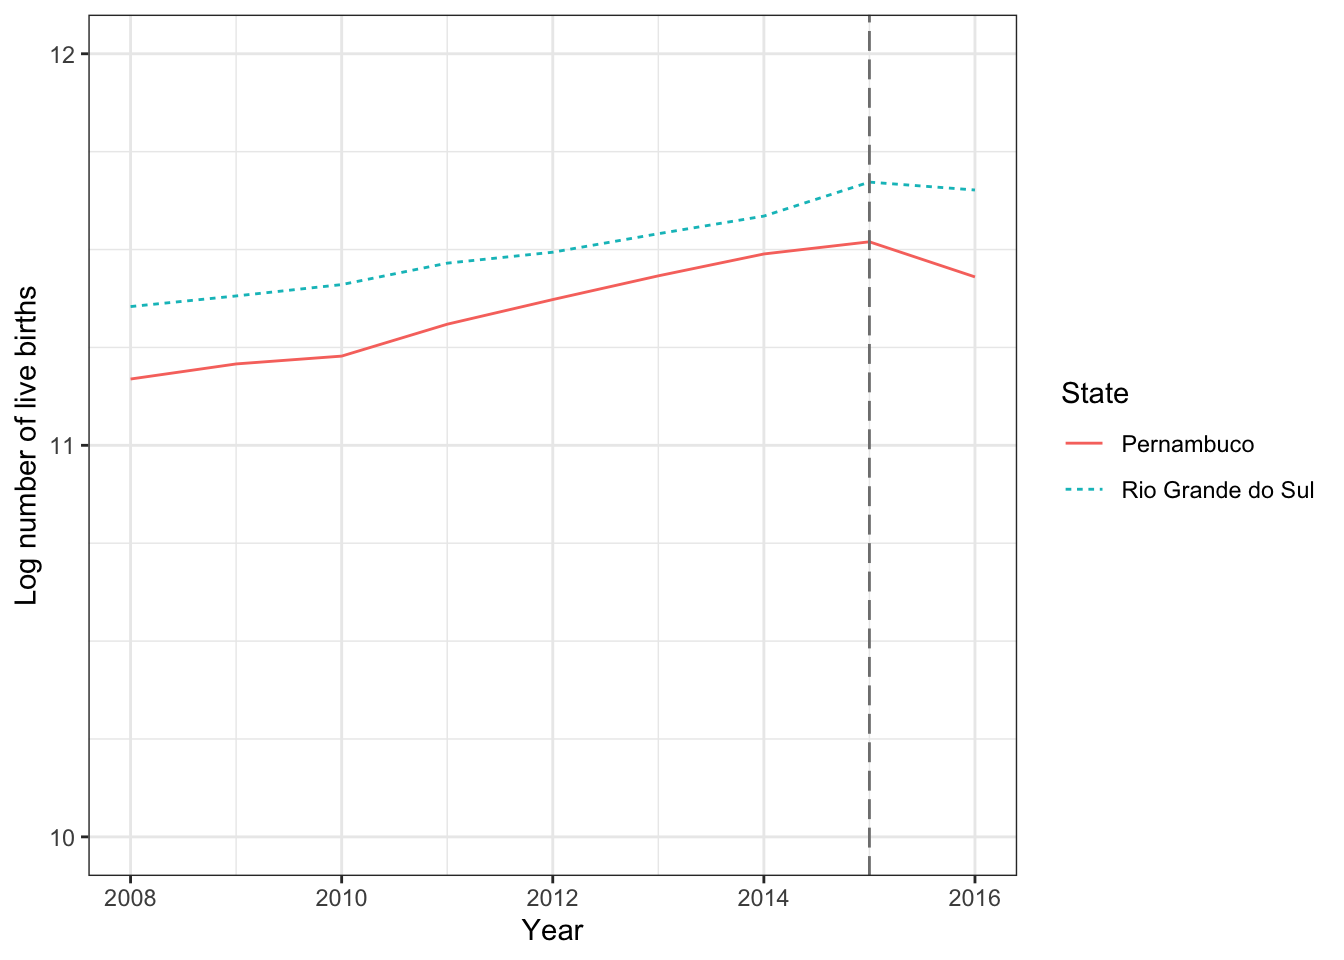 12
11
10
Log number of live births
2008 2010 2012 2014 2016
Year
State
Pernambuco
Rio Grande do Sul